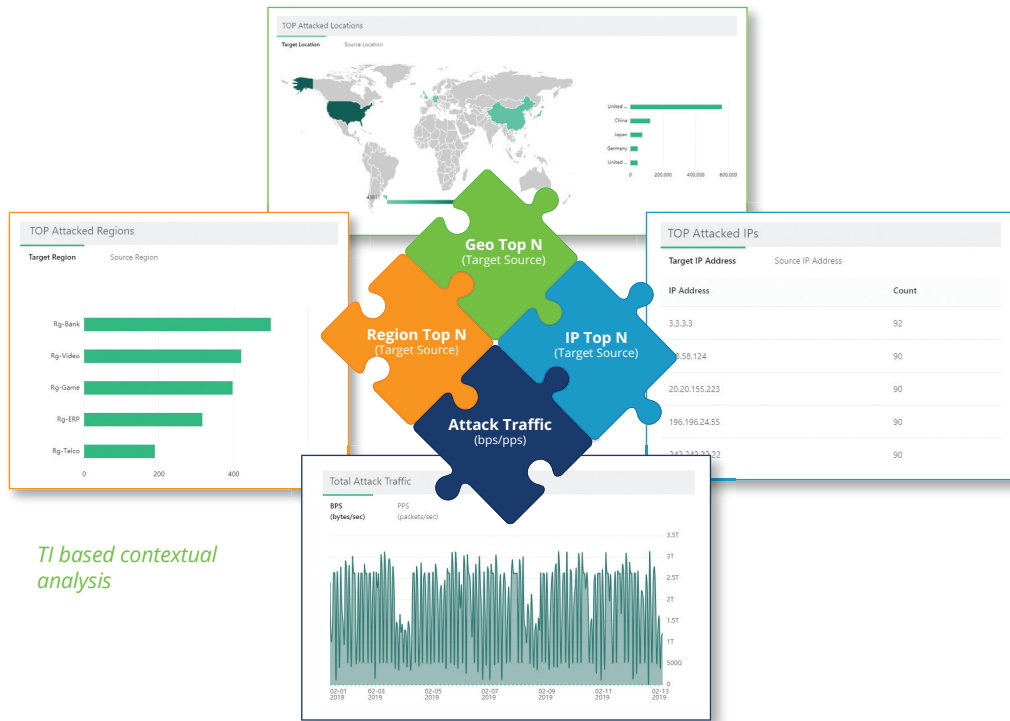 TOP Attacked Locations
Target Location Source Location
United ...
China
Japan
Germany
United ...
0 200,000 400,000 600,000
TOP Attacked Regions
Target Region Source Region
Rg-Bank
Rg-Video
Rg-Game
Rg-ERP
Rg-Telco
0 200 400
Geo Top N
(Target Source)
Region Top N
(Target Source)
IP Top N
(Target Source)
Attack Traffic
(bps/pps)
TOP Attacked IPs
Target IP Address Source IP Address
IP Address Count
3.3.3.3 92
58.124 90
20.20.155.223 90
196.196.24.55 90
22 90
TI based contextual
analysis
Total Attack Traffic
BPS PPS
(bytes/sec) (packets/sec)
3.5T
3T
2.5T
2T
1.5T
1T
500G
0
02-01 02-03 02-05 02-07 02-09 02-11 02-13
2019 2019 2019 2019 2019 2019 2019